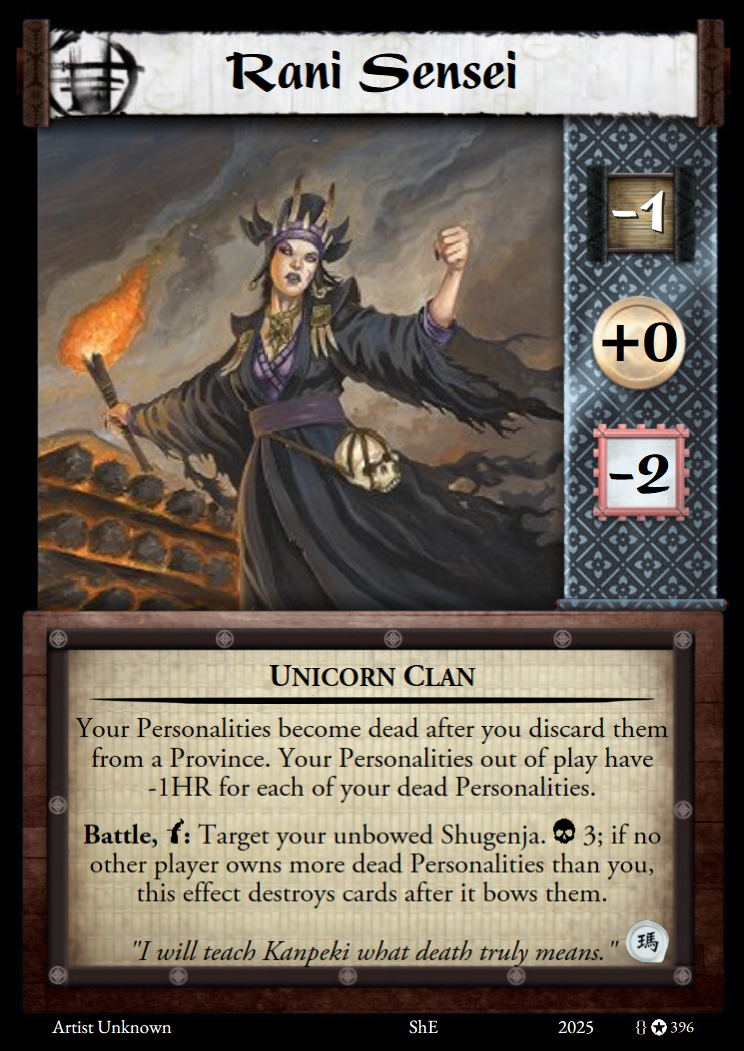 Rani Sensei
-1
+0
-2
Unicorn Clan
Your Personalities become dead after you discard them
from a Province. Your Personalities out of play have
-1HR for each of your dead Personalities.
Battle, : Target your unbowed Shugenja. 3; if no
other player owns more dead Personalities than you,
this effect destroys cards after it bows them.
"I will teach Kanpeki what death truly means."
瑪
Artist Unknown ShE 2025 {} 396